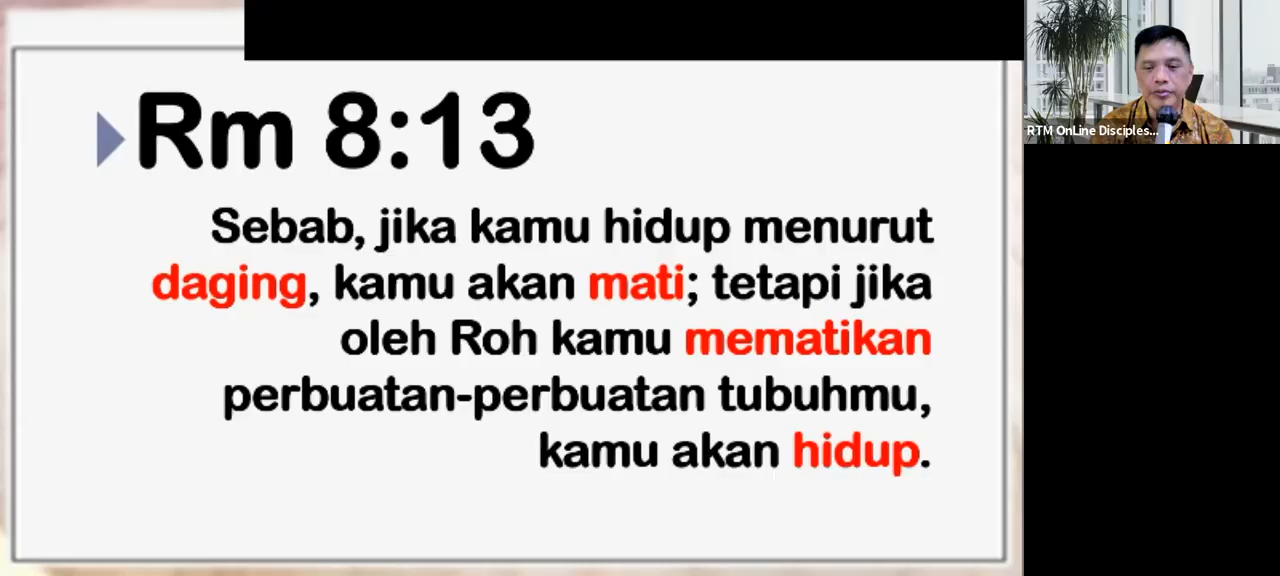 Rm 8:13
Sebab, jika kamu hidup menurut
daging, kamu akan mati; tetapi jika
oleh Roh kamu mematikan
perbuatan-perbuatan tubuhmu,
kamu akan hidup.
RTM OnLine Disciples...